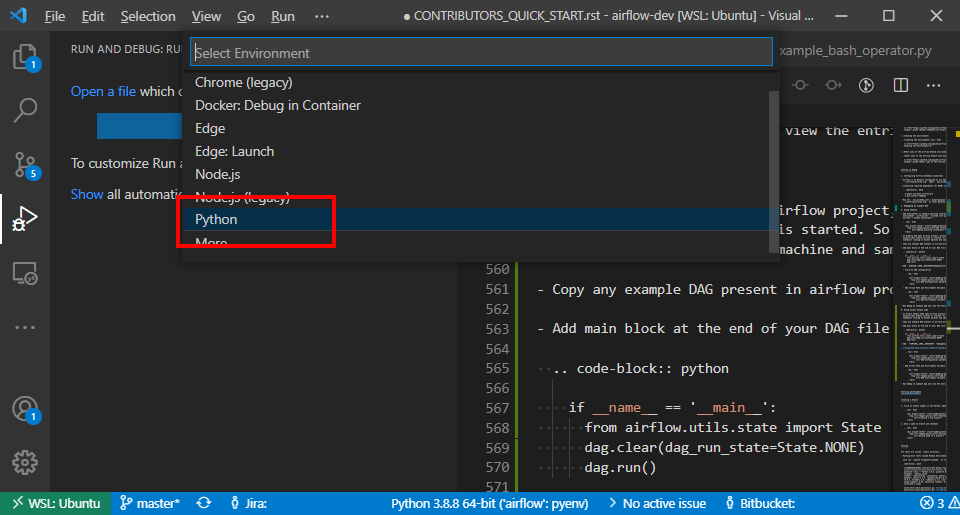 File Edit Selection View Go Run ··· ● CONTRIBUTORS_QUICK_START.rst - airflow-dev [WSL: Ubuntu] - Visual ...
RUN AND DEBUG: RU
Select Environment
xample_bash_operator.py
1
Open a file which
Chrome (legacy)
Docker: Debug in Container
Edge
view the entri
Edge: Launch
To customize Run a
5
Node.js
Show all automatic
Node.js (legacy)
Python
irflow project,
is started. So
More
machine and sam
560
561 - Copy any example DAG present in airflow pro
562
563 - Add main block at the end of your DAG file
564
565 .. code-block:: python
566
567 if __name__ == '__main__':
568 from airflow.utils.state import State
569 dag.clear(dag_run_state=State.NONE)
570 dag.run()
571
1
WSL: Ubuntu master* Jira: Python 3.8.8 64-bit ('airflow': pyenv) No active issue Bitbucket: 3